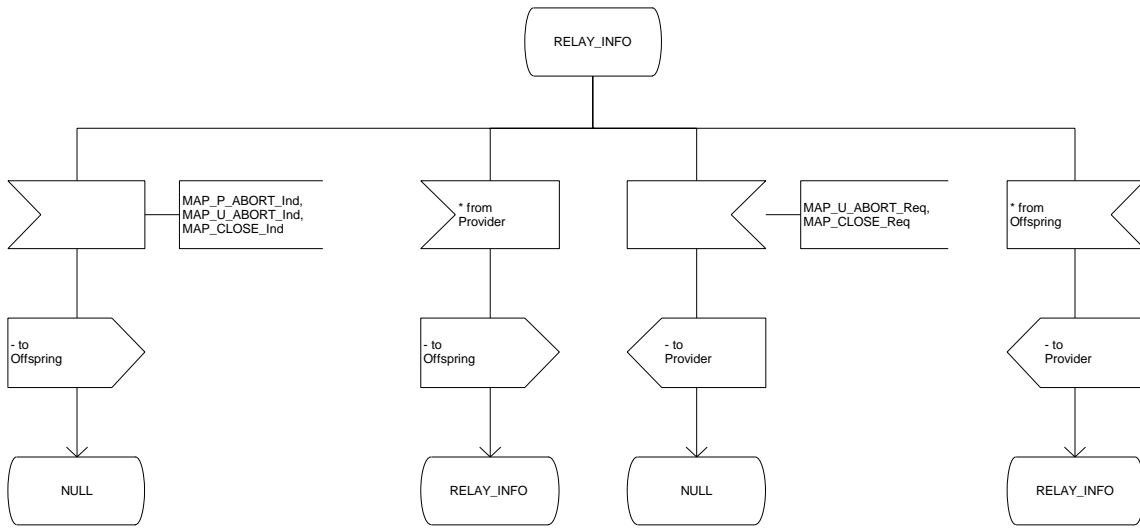 RELAY_INFO
MAP_P_ABORT_Ind,
MAP_U_ABORT_Ind,
MAP_CLOSE_Ind
* from
Provider
MAP_U_ABORT_Req,
MAP_CLOSE_Req
* from
Offspring
- to
Offspring
- to
Offspring
- to
Provider
- to
Provider
NULL
RELAY_INFO
NULL
RELAY_INFO